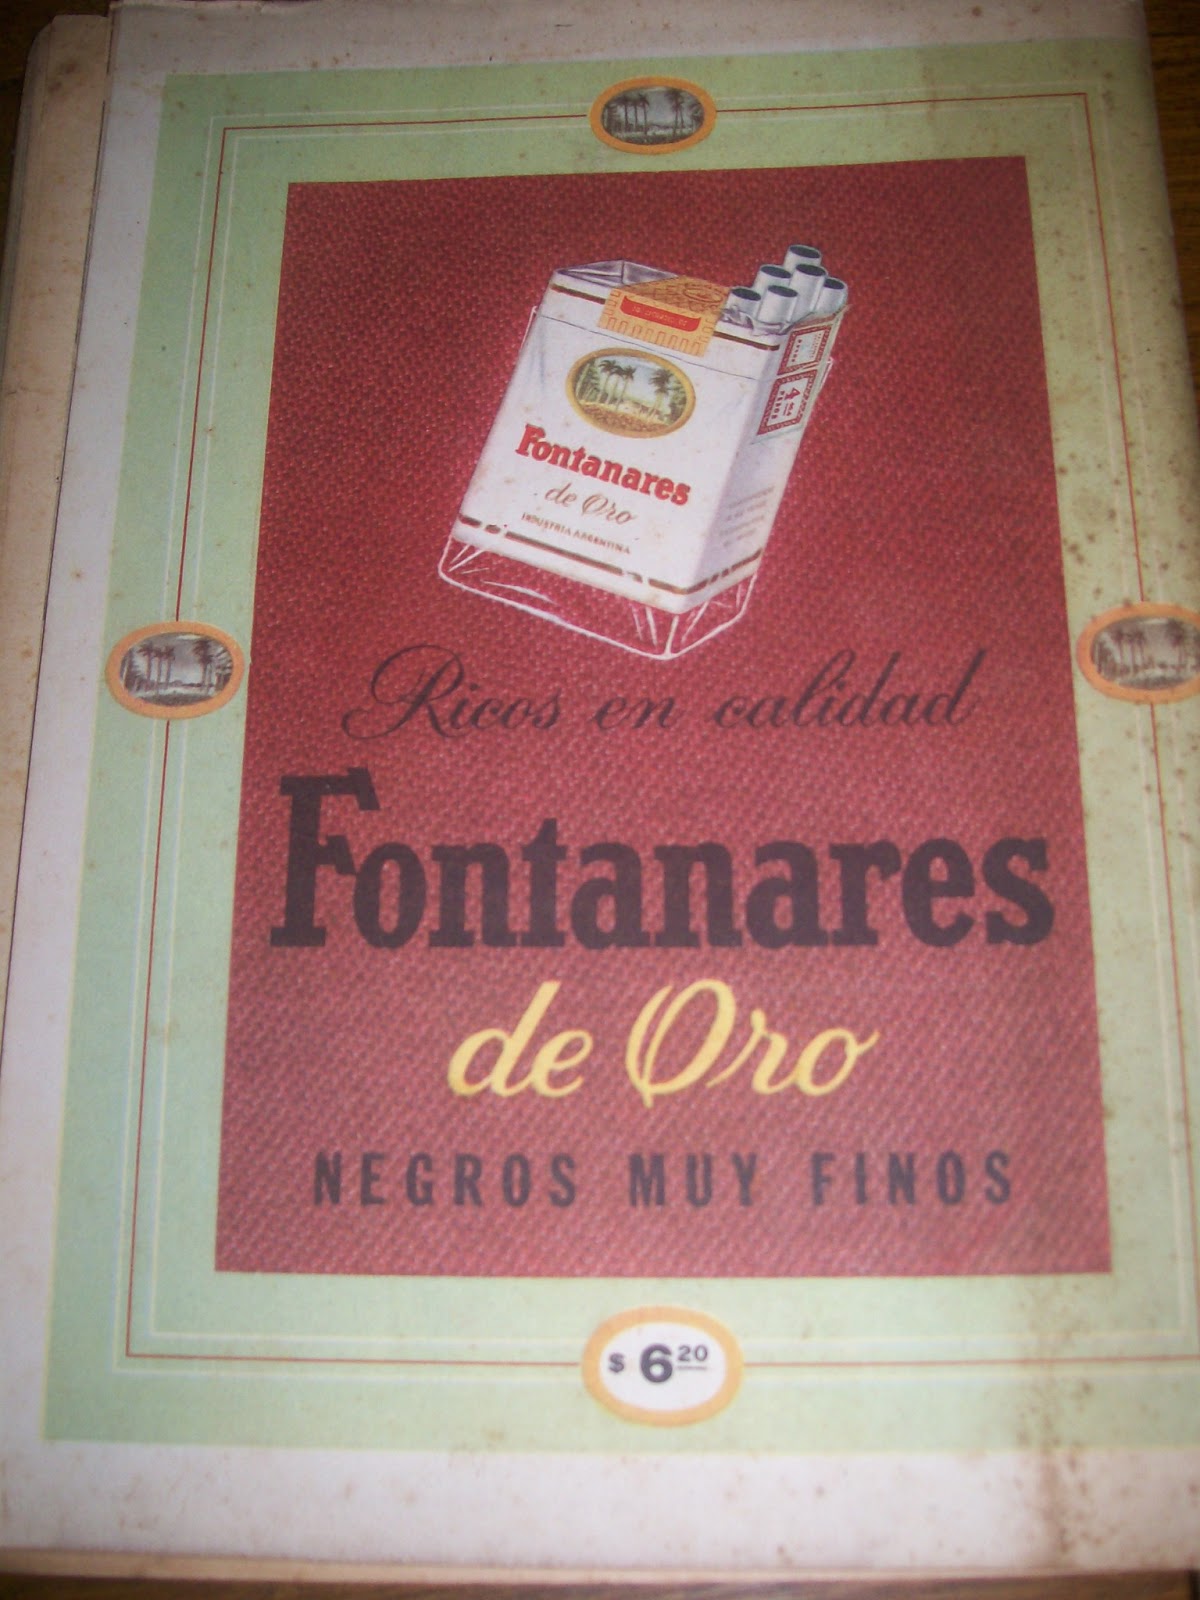 Fontanares
de Oro
INDUSTRIA ARGENTINA
Ricos en calidad
Fontanares
de Oro
NEGROS MUY FINOS
$ 6 20